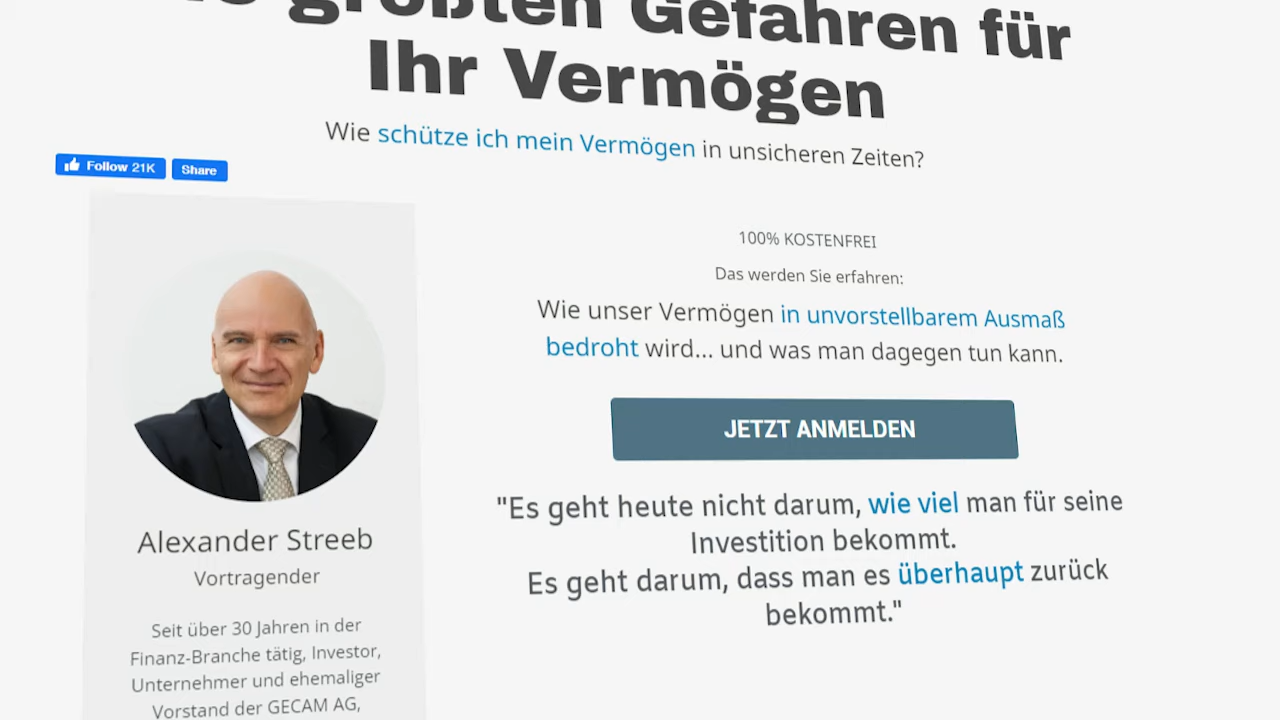 größten Gefahren für
Ihr Vermögen
Wie schütze ich mein Vermögen in unsicheren Zeiten?
Follow 21K
Share
100% KOSTENFREI
Das werden Sie erfahren:
Wie unser Vermögen in unvorstellbarem Ausmaß
bedroht wird... und was man dagegen tun kann.
JETZT ANMELDEN
"Es geht heute nicht darum, wie viel man für seine
Investition bekommt.
Es geht darum, dass man es überhaupt zurück
bekommt."
Alexander Streeb
Vortragender
Seit über 30 Jahren in der
Finanz-Branche tätig, Investor,
Unternehmer und ehemaliger
Vorstand der GECAM AG,